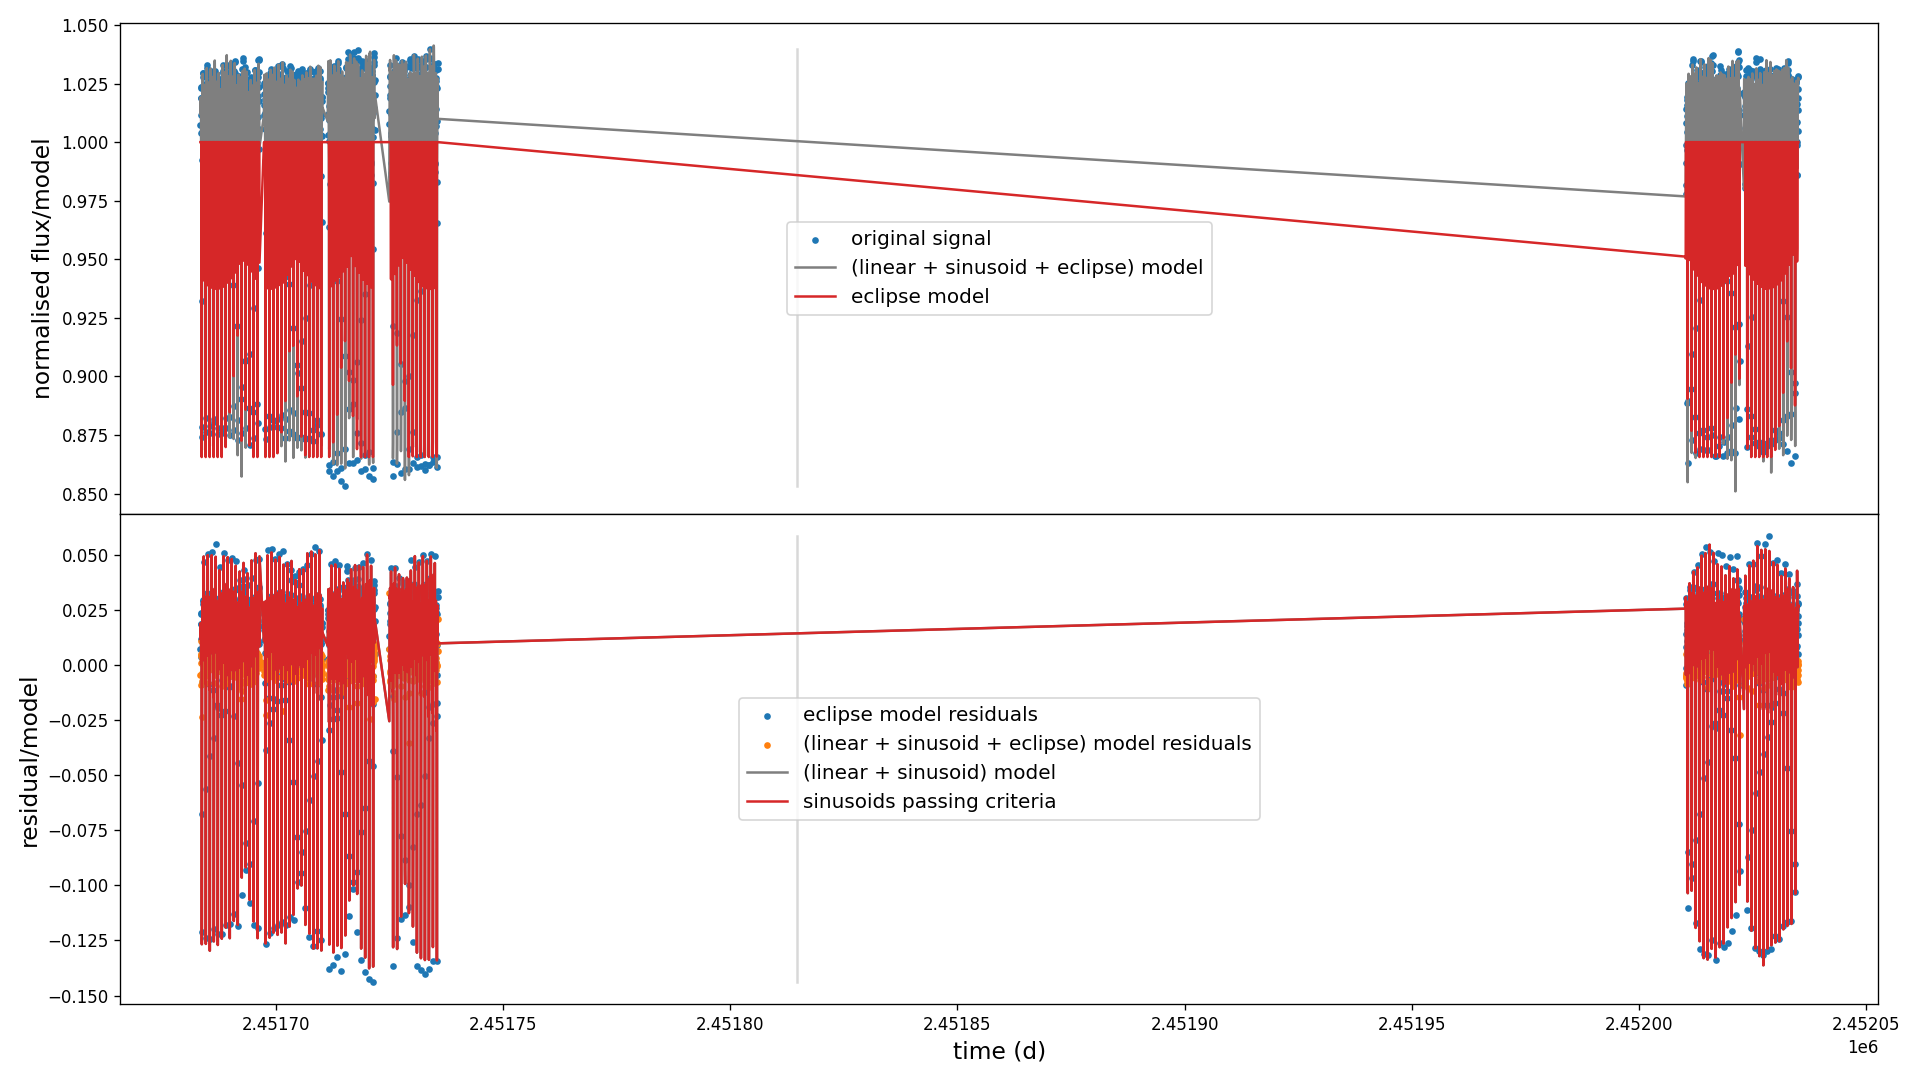 1.050
1.025
1.000
0.975
0.950
0.925
0.900
0.875
0.850
normalised flux/model
original signal
(linear + sinusoid + eclipse) model
eclipse model
0.050
0.025
0.000
−0.025
−0.050
−0.075
−0.100
−0.125
−0.150
residual/model
eclipse model residuals
(linear + sinusoid + eclipse) model residuals
(linear + sinusoid) model
sinusoids passing criteria
2.45170 2.45175 2.45180 2.45185 2.45190 2.45195 2.45200 2.45205
1e6
time (d)